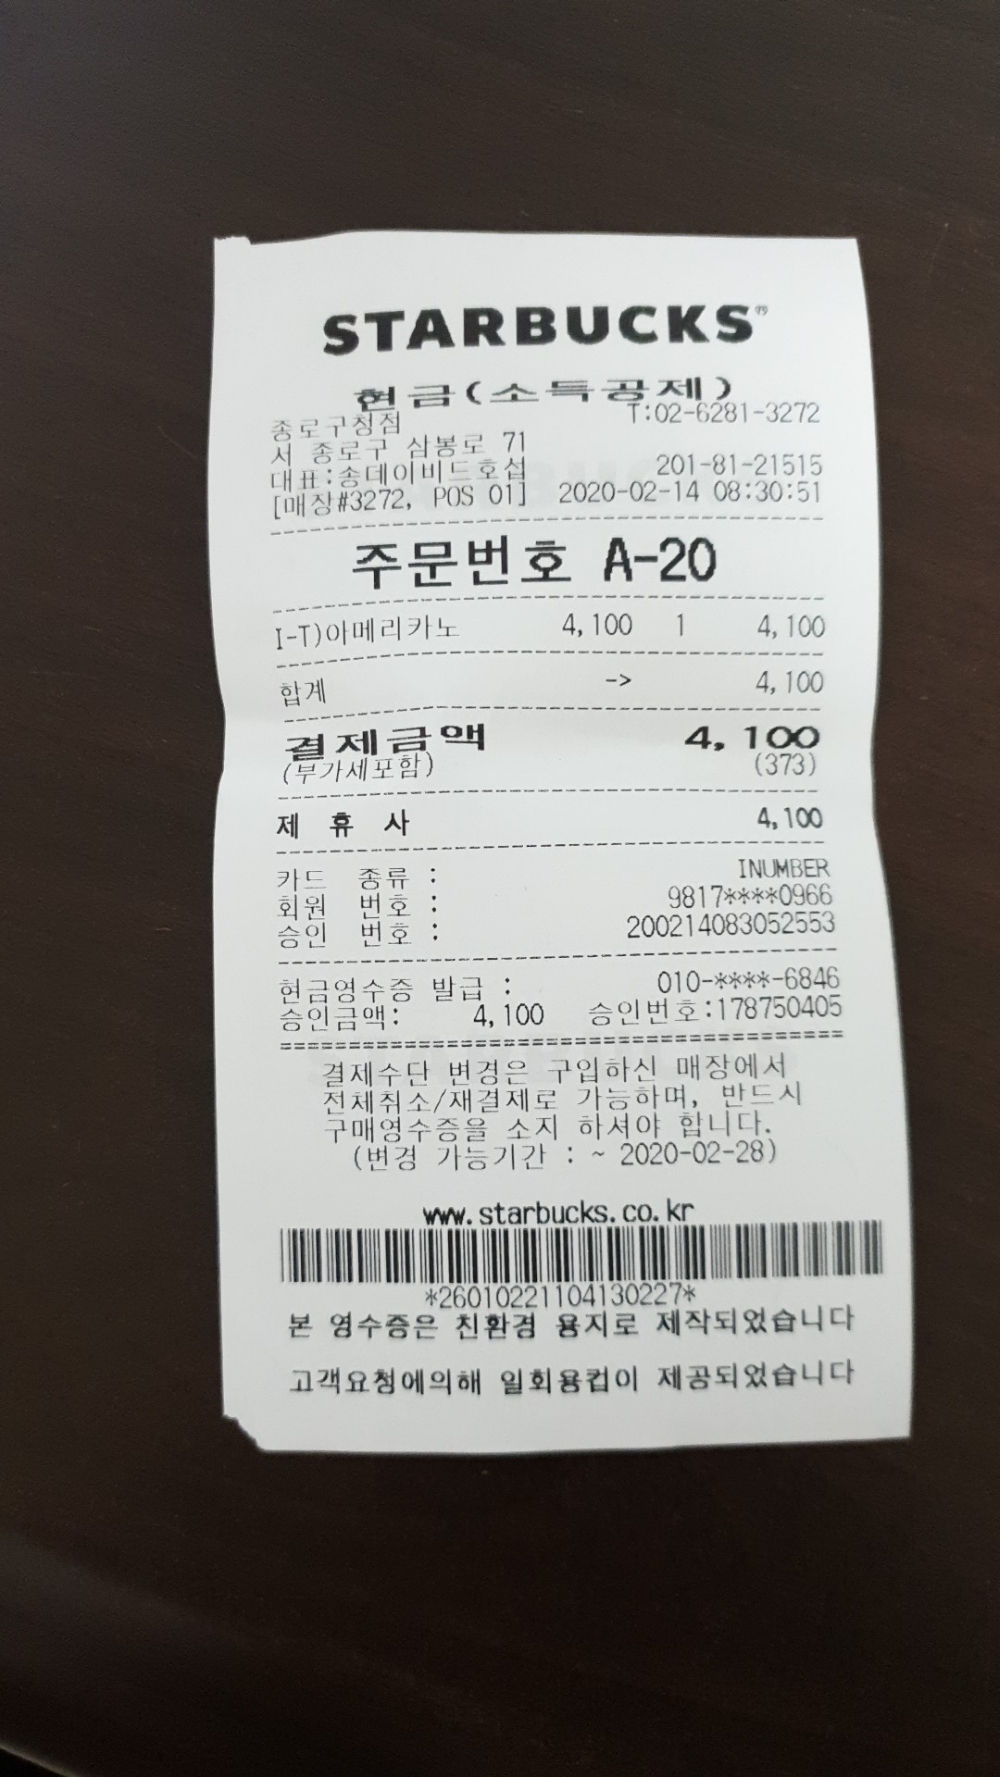 STARBUCKS™
현금(소득공제)
종로구청점 T:02-6281-3272
서 종로구 삼봉로 71
대표:송데이비드호섭 201-81-21515
[매장#3272, POS 01] 2020-02-14 08:30:51
주문번호 A-20
I-T)아메리카노 4,100 1 4,100
합계 -> 4,100
결제금액 4,100
(부가세포함) (373)
제 휴 사 4,100
카드 종류 : INUMBER
회원 번호 : 9817****0966
승인 번호 : 200214083052553
현금영수증 발급 : 010-****-6846
승인금액: 4,100 승인번호:178750405
결제수단 변경은 구입하신 매장에서
전체취소/재결제로 가능하며, 반드시
구매영수증을 소지 하셔야 합니다.
(변경 가능기간 : ~ 2020-02-28)
www.starbucks.co.kr
*26010221104130227*
본 영수증은 친환경 용지로 제작되었습니다
고객요청에의해 일회용컵이 제공되었습니다